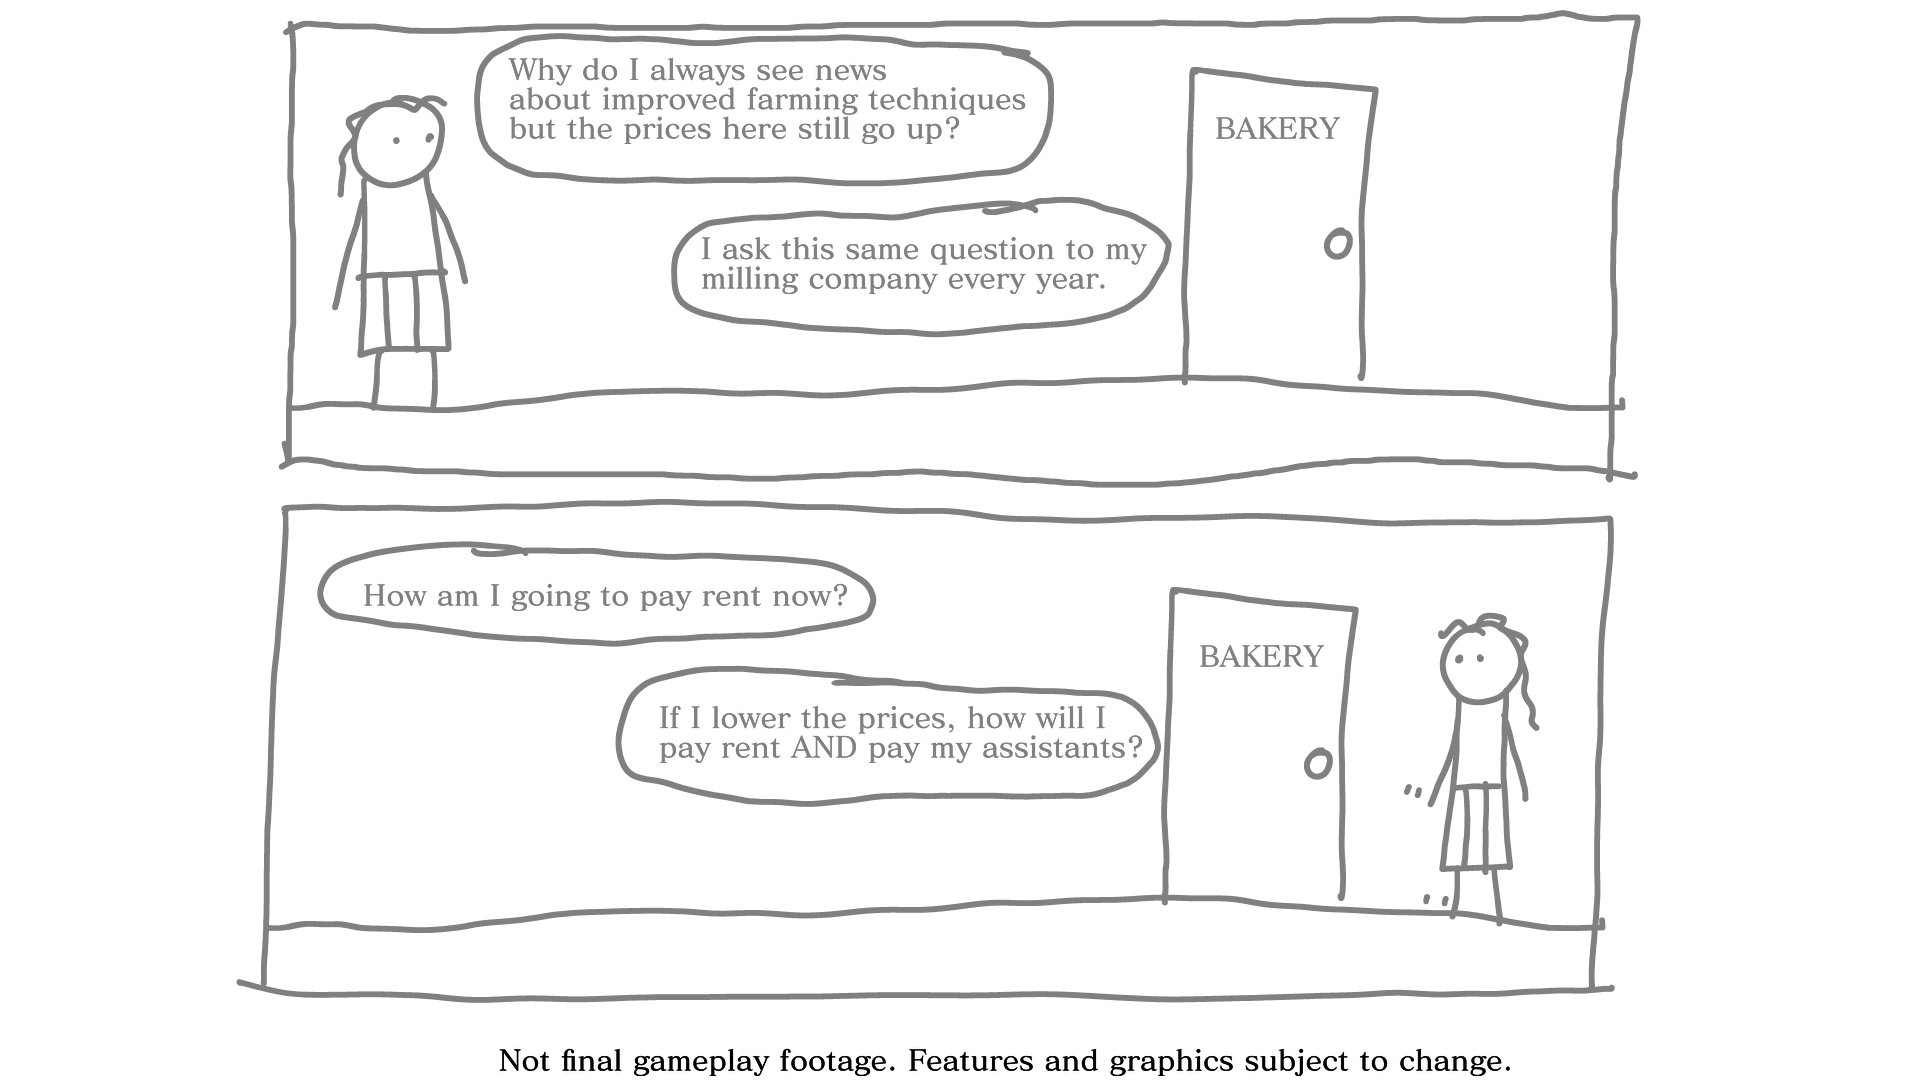 Why do I always see news
about improved farming techniques
but the prices here still go up?
BAKERY
I ask this same question to my
milling company every year.
How am I going to pay rent now?
BAKERY
If I lower the prices, how will I
pay rent AND pay my assistants?
Not final gameplay footage. Features and graphics subject to change.